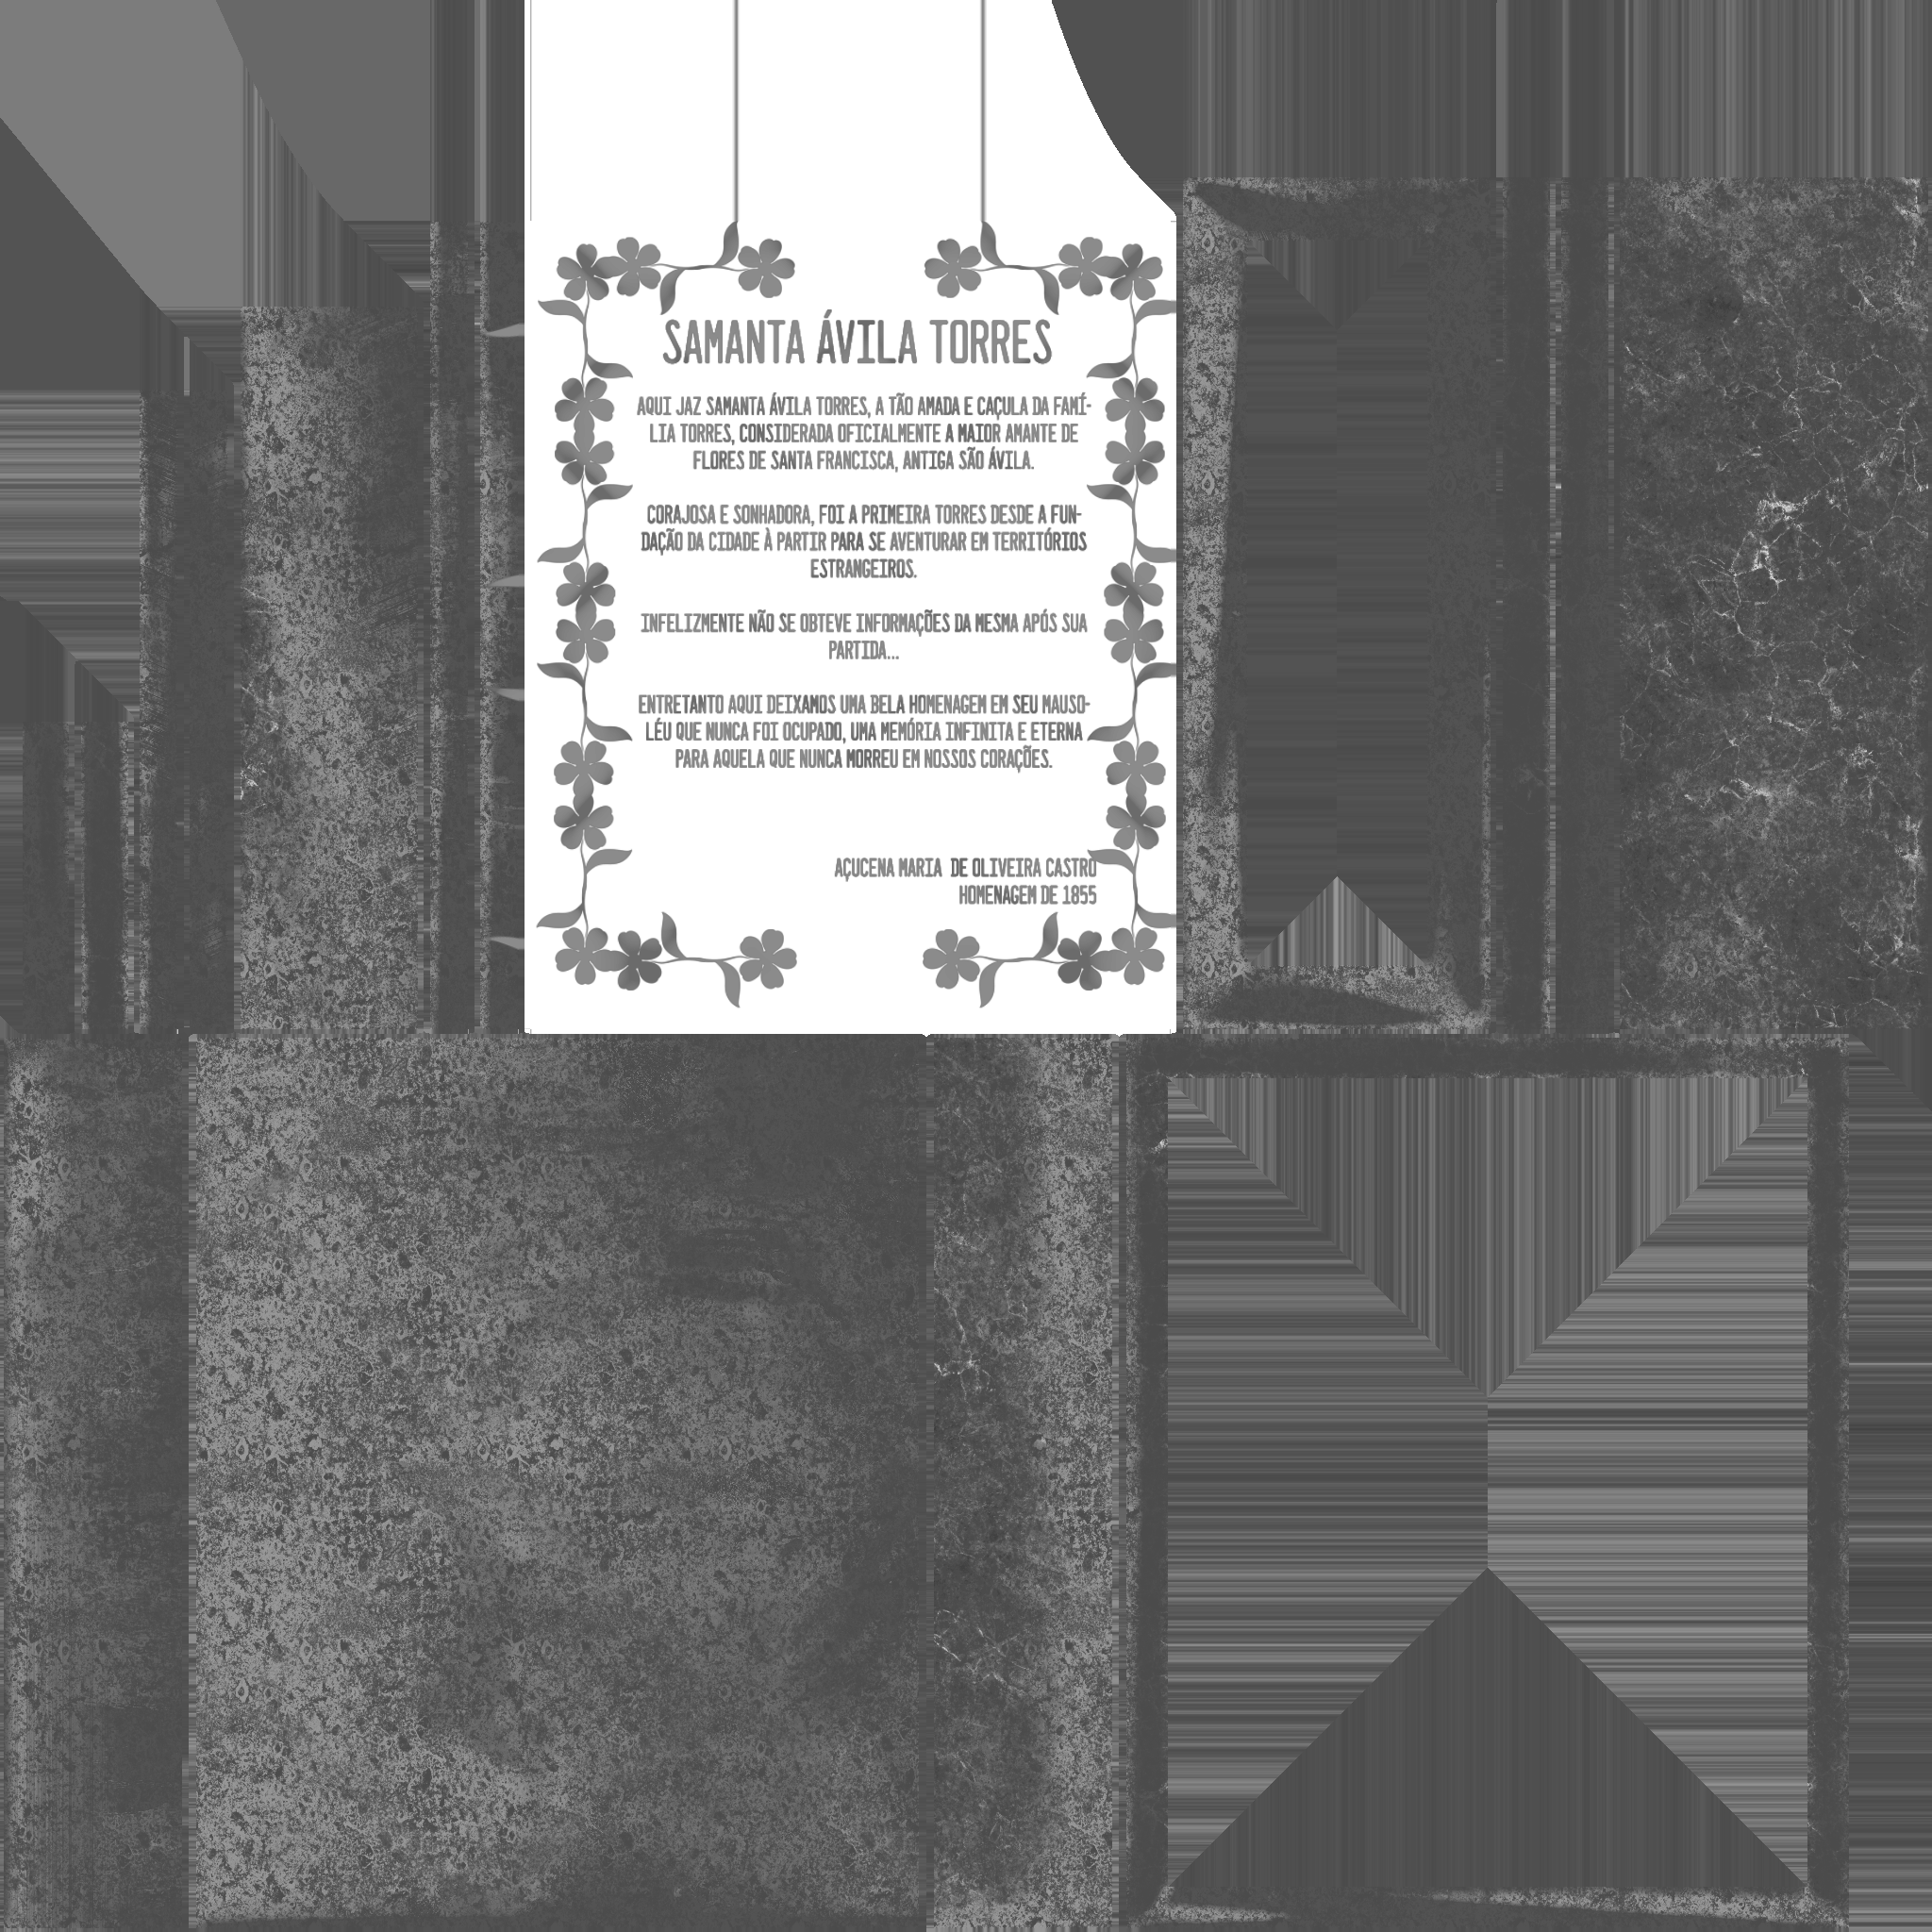 SAMANTA ÁVILA TORRES
AQUI JAZ SAMANTA ÁVILA TORRES, A TÃO AMADA E CAÇULA DA FAMÍ-
LIA TORRES, CONSIDERADA OFICIALMENTE A MAIOR AMANTE DE
FLORES DE SANTA FRANCISCA, ANTIGA SÃO ÁVILA.
CORAJOSA E SONHADORA, FOI A PRIMEIRA TORRES DESDE A FUN-
DAÇÃO DA CIDADE À PARTIR PARA SE AVENTURAR EM TERRITÓRIOS
ESTRANGEIROS.
INFELIZMENTE NÃO SE OBTEVE INFORMAÇÕES DA MESMA APÓS SUA
PARTIDA...
ENTRETANTO AQUI DEIXAMOS UMA BELA HOMENAGEM EM SEU MAUSO-
LÉU QUE NUNCA FOI OCUPADO, UMA MEMÓRIA INFINITA E ETERNA
PARA AQUELA QUE NUNCA MORREU EM NOSSOS CORAÇÕES.
AÇUCENA MARIA DE OLIVEIRA CASTRO
HOMENAGEM DE 1855